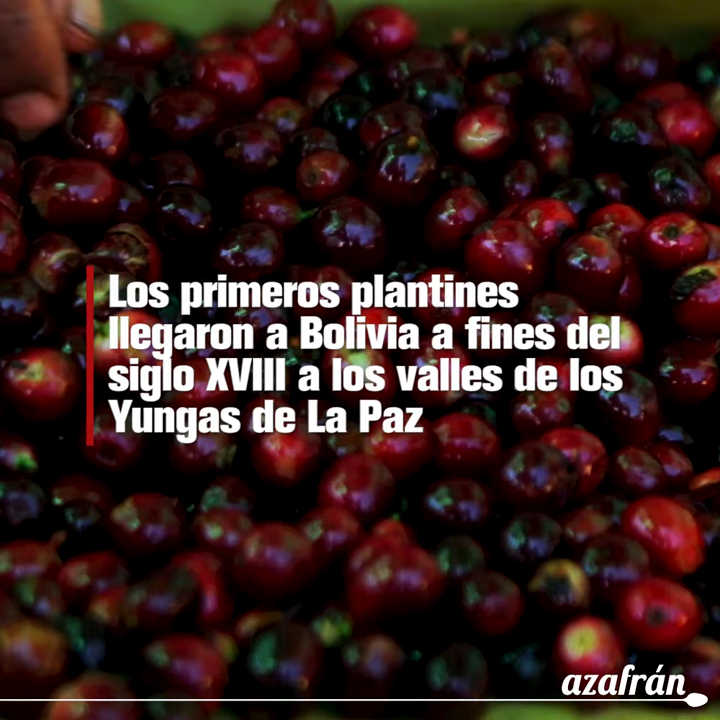 Los primeros plantines
llegaron a Bolivia a fines del
siglo XVIII a los valles de los
Yungas de La Paz
azafrán